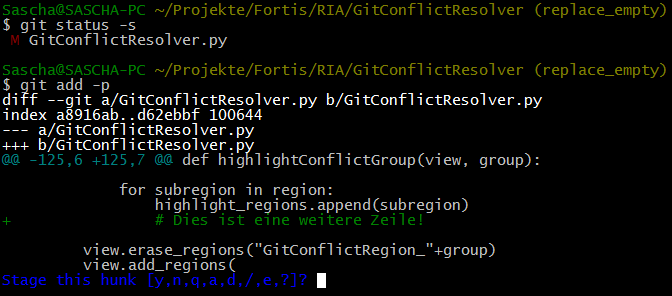 Sascha@SASCHA-PC ~/Projekte/Fortis/RIA/GitConflictResolver (replace_empty)
$ git status -s
 M GitConflictResolver.py

Sascha@SASCHA-PC ~/Projekte/Fortis/RIA/GitConflictResolver (replace_empty)
$ git add -p
diff --git a/GitConflictResolver.py b/GitConflictResolver.py
index a8916ab..d62ebbf 100644
--- a/GitConflictResolver.py
+++ b/GitConflictResolver.py
@@ -125,6 +125,7 @@ def highlightConflictGroup(view, group):

             for subregion in region:
                 highlight_regions.append(subregion)
+                # Dies ist eine weitere Zeile!

         view.erase_regions("GitConflictRegion_"+group)
         view.add_regions(
Stage this hunk [y,n,q,a,d,/,e,?]?